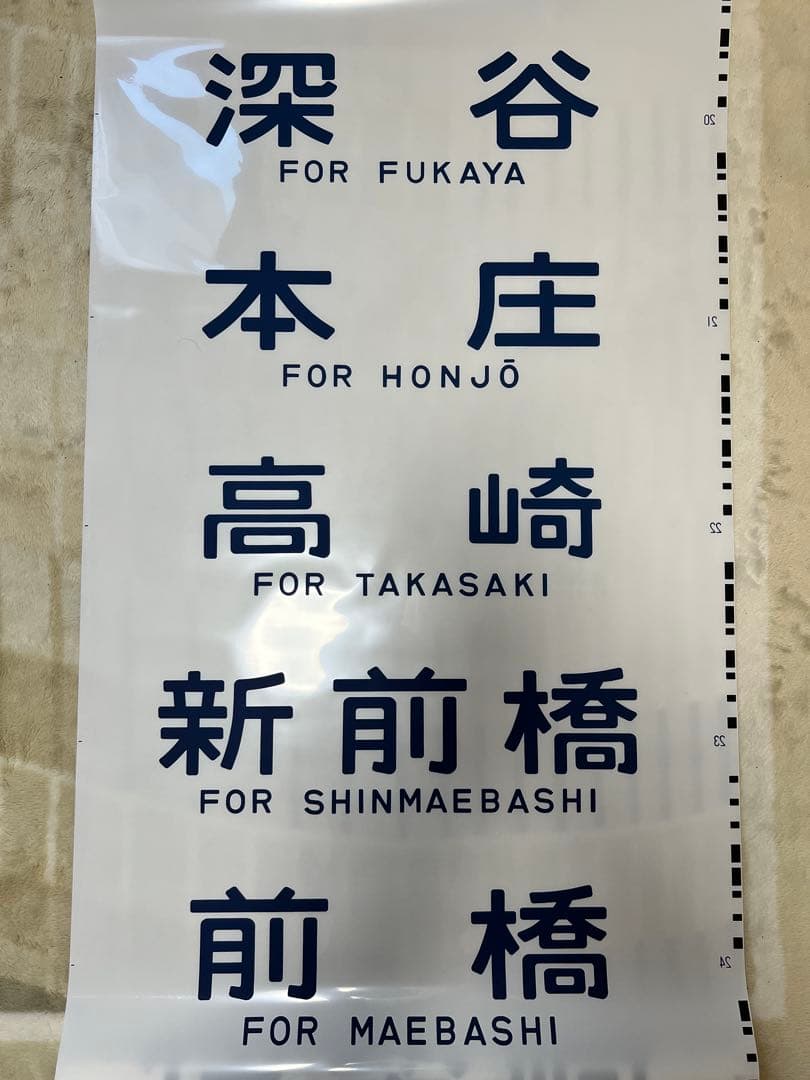 深谷
FOR FUKAYA
20
本庄
FOR HONJŌ
21
高崎
FOR TAKASAKI
22
新前橋
FOR SHINMAEBASHI
23
前橋
FOR MAEBASHI
24